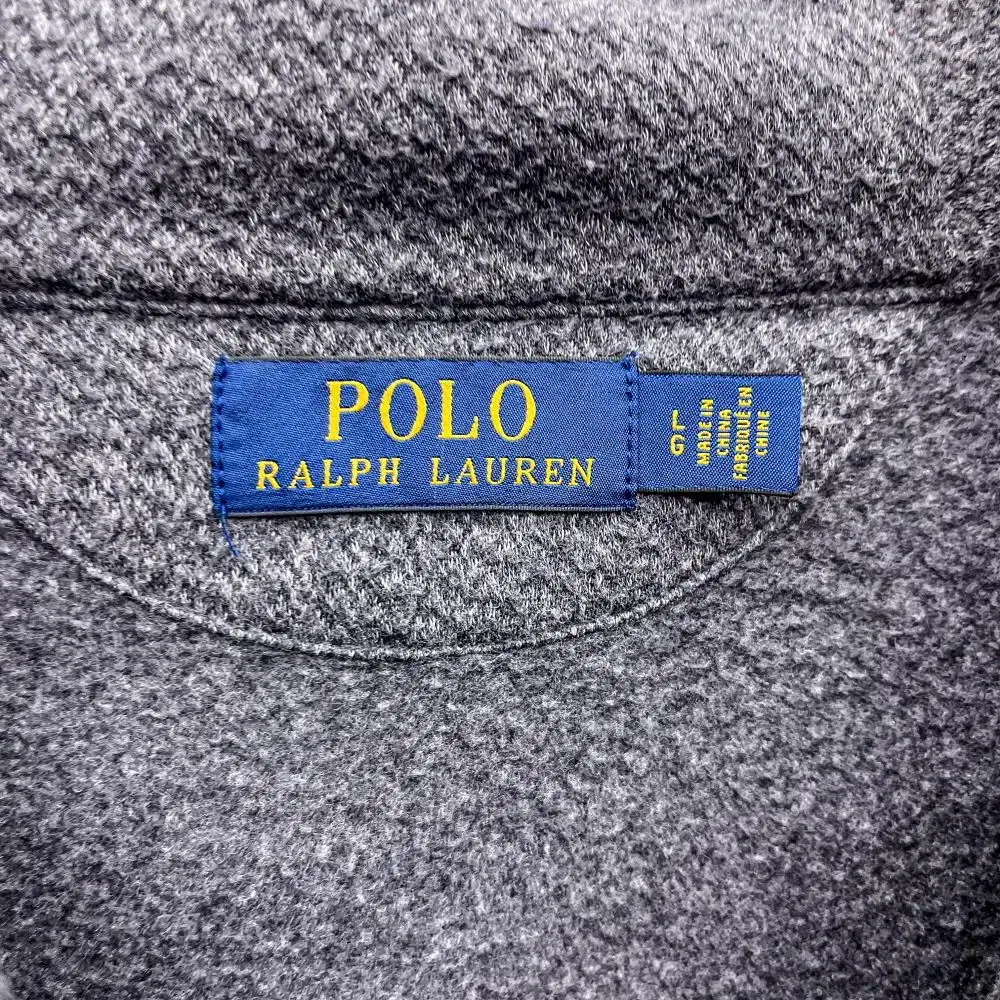 POLO
RALPH LAUREN
L
G
MADE IN
CHINA
FABRIQUÉ EN
CHINE